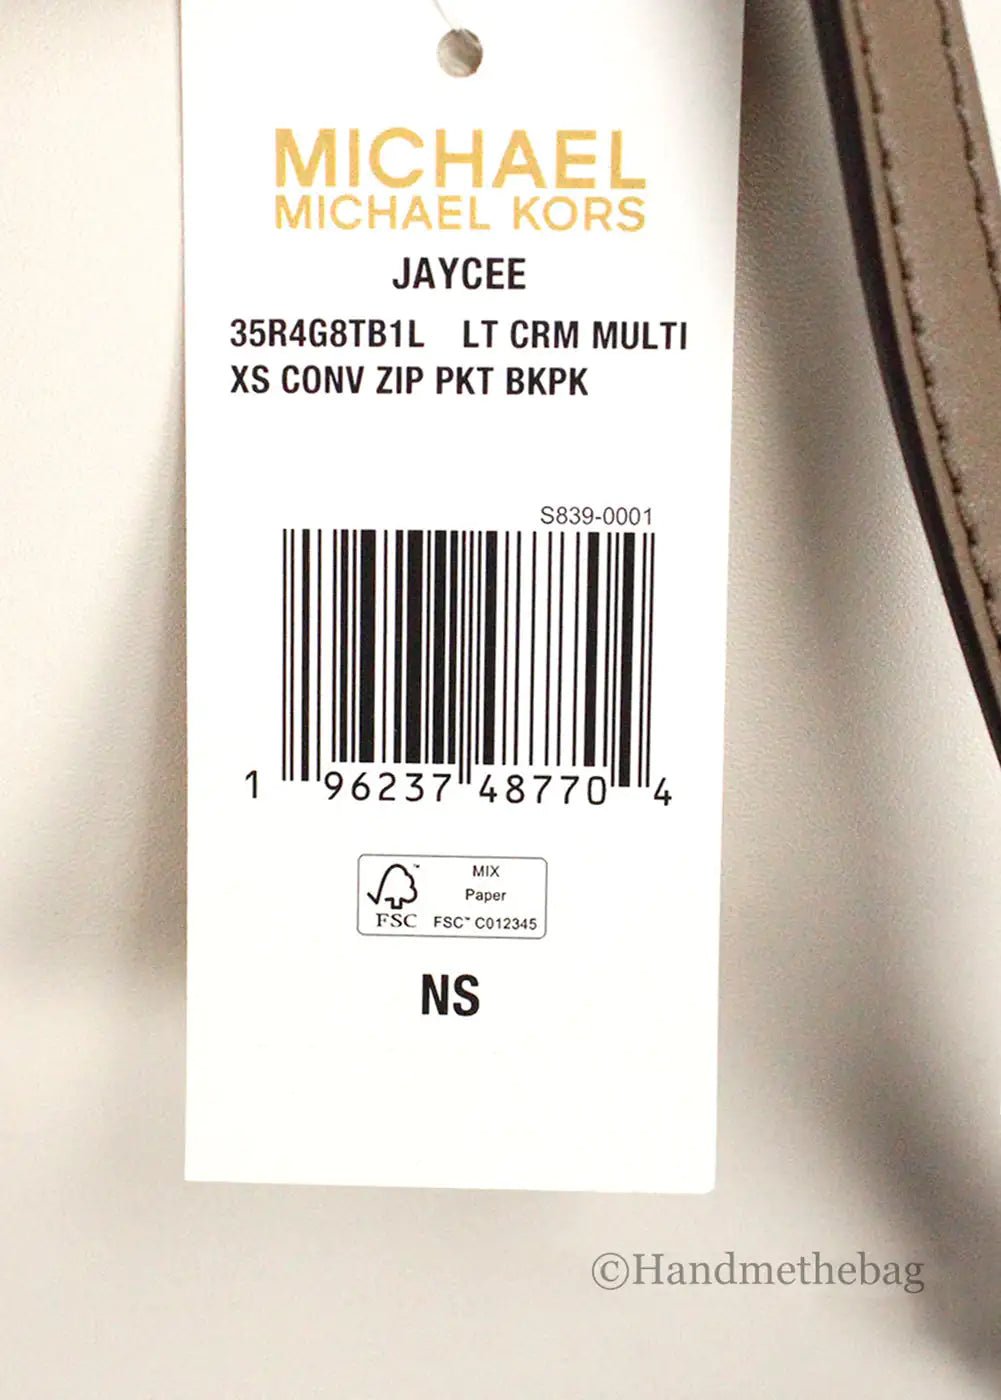 MICHAEL
MICHAEL KORS
JAYCEE
35R4G8TB1L LT CRM MULTI
XS CONV ZIP PKT BKPK
S839-0001
1 96237 48770 4
MIX
Paper
FSC™ C012345
FSC
NS
©Handmethebag